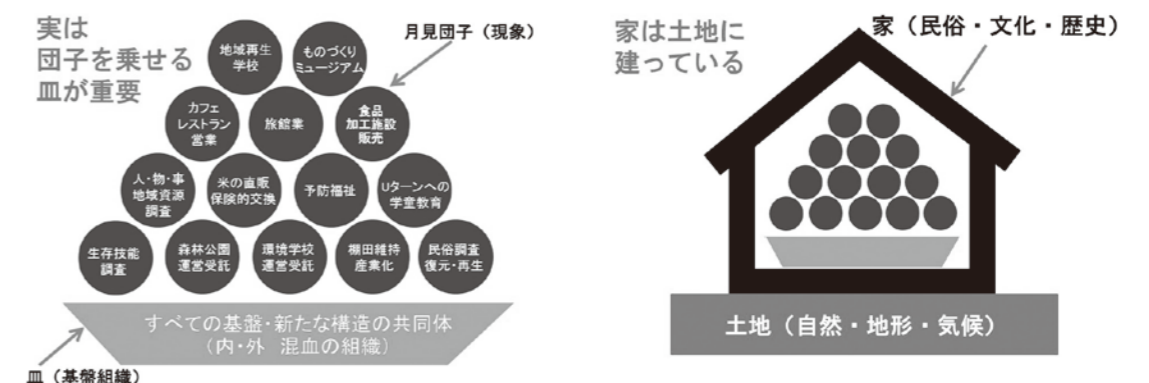 実は
団子を乗せる
皿が重要
月見団子（現象）
地域再生
学校
ものづくり
ミュージアム
カフェ
レストラン
営業
旅館業
食品
加工施設
販売
人・物・事
地域資源
調査
米の直販
保険的交換
予防福祉
Uターンへの
学童教育
生存技能
調査
森林公園
運営受託
環境学校
運営受託
棚田維持
産業化
民俗調査
復元・再生
すべての基盤・新たな構造の共同体
（内・外 混血の組織）
皿（基盤組織）
家は土地に
建っている
家（民俗・文化・歴史）
土地（自然・地形・気候）